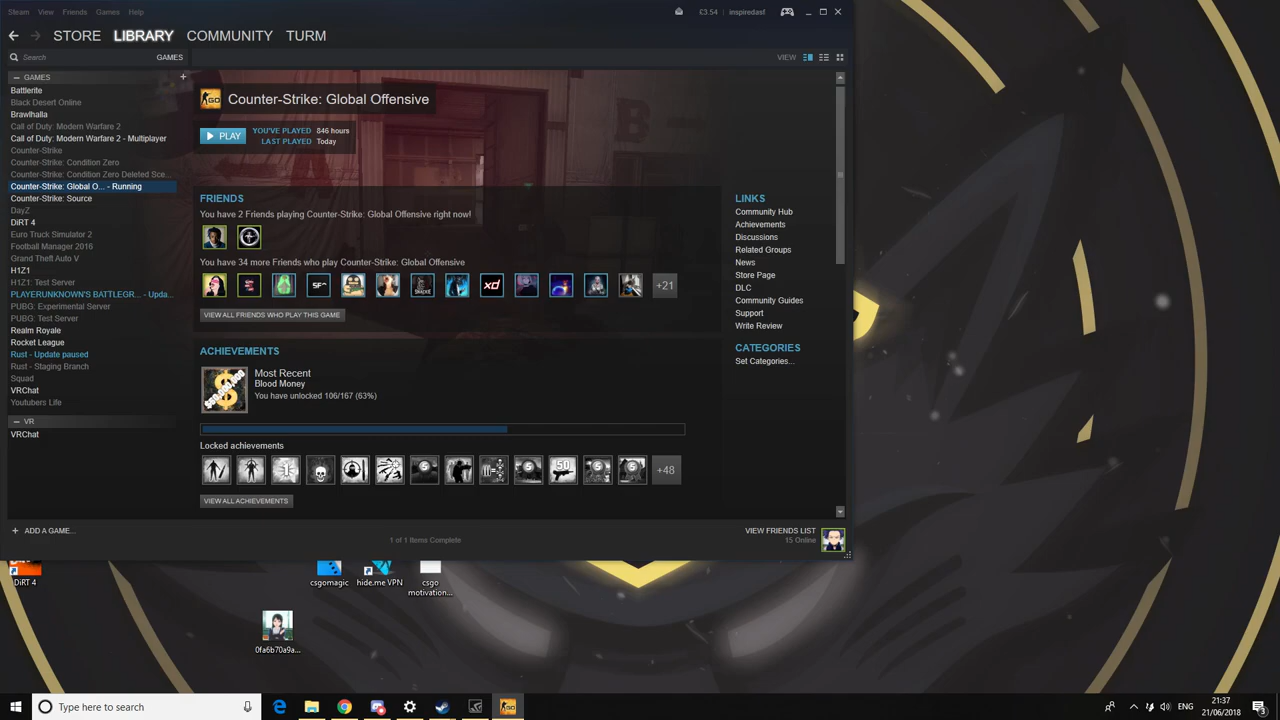 Steam View Friends Games Help
€3.54 inspiredasf
STORE LIBRARY COMMUNITY TURM
Search GAMES
VIEW
GAMES
Battlerite
Black Desert Online
Brawlhalla
Call of Duty: Modern Warfare 2
Call of Duty: Modern Warfare 2 - Multiplayer
Counter-Strike
Counter-Strike: Condition Zero
Counter-Strike: Condition Zero Deleted Sce...
Counter-Strike: Global O... - Running
Counter-Strike: Source
DayZ
DiRT 4
Euro Truck Simulator 2
Football Manager 2016
Grand Theft Auto V
H1Z1
H1Z1: Test Server
PLAYERUNKNOWN'S BATTLEGR... - Upda...
PUBG: Experimental Server
PUBG: Test Server
Realm Royale
Rocket League
Rust - Update paused
Rust - Staging Branch
Squad
VRChat
Youtubers Life
VR
VRChat
ADD A GAME...
GO
Counter-Strike: Global Offensive
PLAY
YOU'VE PLAYED 846 hours
LAST PLAYED Today
FRIENDS
You have 2 Friends playing Counter-Strike: Global Offensive right now!
You have 34 more Friends who play Counter-Strike: Global Offensive
xd
+21
VIEW ALL FRIENDS WHO PLAY THIS GAME
ACHIEVEMENTS
Most Recent
Blood Money
You have unlocked 106/167 (63%)
Locked achievements
+48
VIEW ALL ACHIEVEMENTS
LINKS
Community Hub
Achievements
Discussions
Related Groups
News
Store Page
DLC
Community Guides
Support
Write Review
CATEGORIES
Set Categories...
1 of 1 Items Complete
VIEW FRIENDS LIST
15 Online
DiRT 4
csgomagic
hide.me VPN
csgo
motivation...
0fa6b70a9a...
Type here to search
ENG
21:37
21/06/2018
3